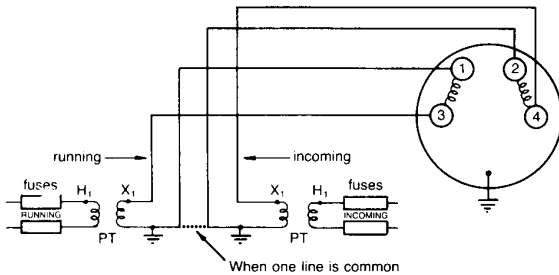 1 2
3 4
running incoming
fuses H1 X1 X1 H1 fuses
RUNNING INCOMING
PT PT
When one line is common